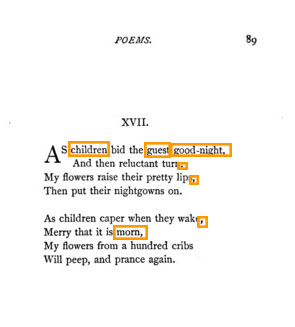 POEMS. 89
XVII.
AS children bid the guest good-night,
And then reluctant turn,
My flowers raise their pretty lips,
Then put their nightgowns on.
As children caper when they wake,
Merry that it is morn,
My flowers from a hundred cribs
Will peep, and prance again.